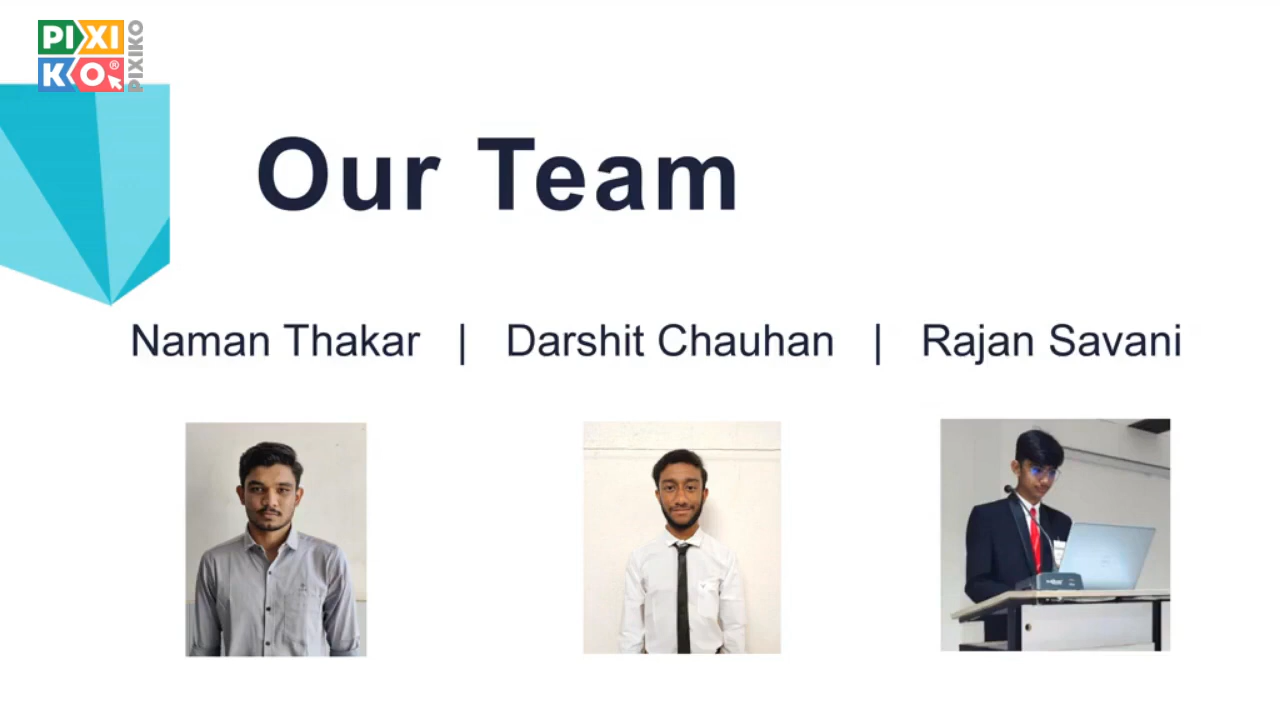 PIXI
KO®
PIXIKO
Our Team
Naman Thakar | Darshit Chauhan | Rajan Savani